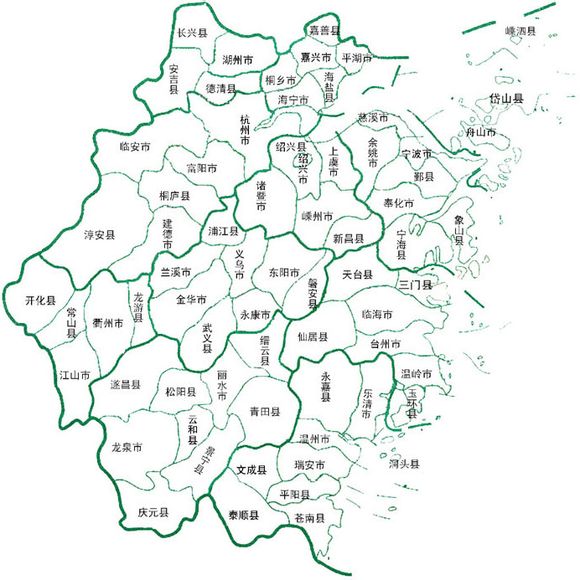 嵊泗县
长兴县
嘉善县
湖州市
嘉兴市
平湖市
安吉县
德清县
桐乡市
海盐县
海宁市
岱山县
杭州市
慈溪市
舟山市
临安市
绍兴县
绍兴市
上虞市
余姚市
宁波市
富阳市
鄞县
桐庐县
诸暨市
奉化市
嵊州市
象山县
淳安县
建德市
浦江县
新昌县
宁海县
义乌市
兰溪市
东阳市
天台县
磐安县
三门县
开化县
常山县
衢州市
龙游县
金华市
永康市
临海市
武义县
仙居县
台州市
缙云县
江山市
遂昌县
松阳县
丽水市
永嘉县
乐清市
温岭市
玉环县
青田县
云和县
温州市
龙泉市
景宁县
文成县
瑞安市
洞头县
平阳县
庆元县
泰顺县
苍南县